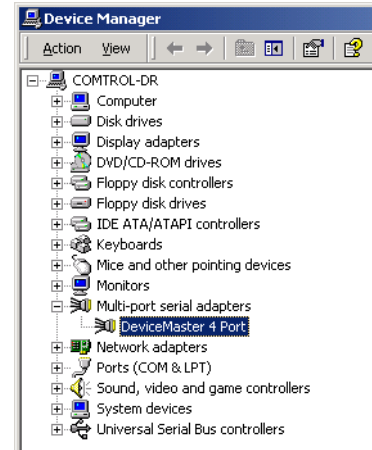 Device Manager
Action View
COMTROL-DR
Computer
Disk drives
Display adapters
DVD/CD-ROM drives
Floppy disk controllers
Floppy disk drives
IDE ATA/ATAPI controllers
Keyboards
Mice and other pointing devices
Monitors
Multi-port serial adapters
DeviceMaster 4 Port
Network adapters
Ports (COM & LPT)
Sound, video and game controllers
System devices
Universal Serial Bus controllers